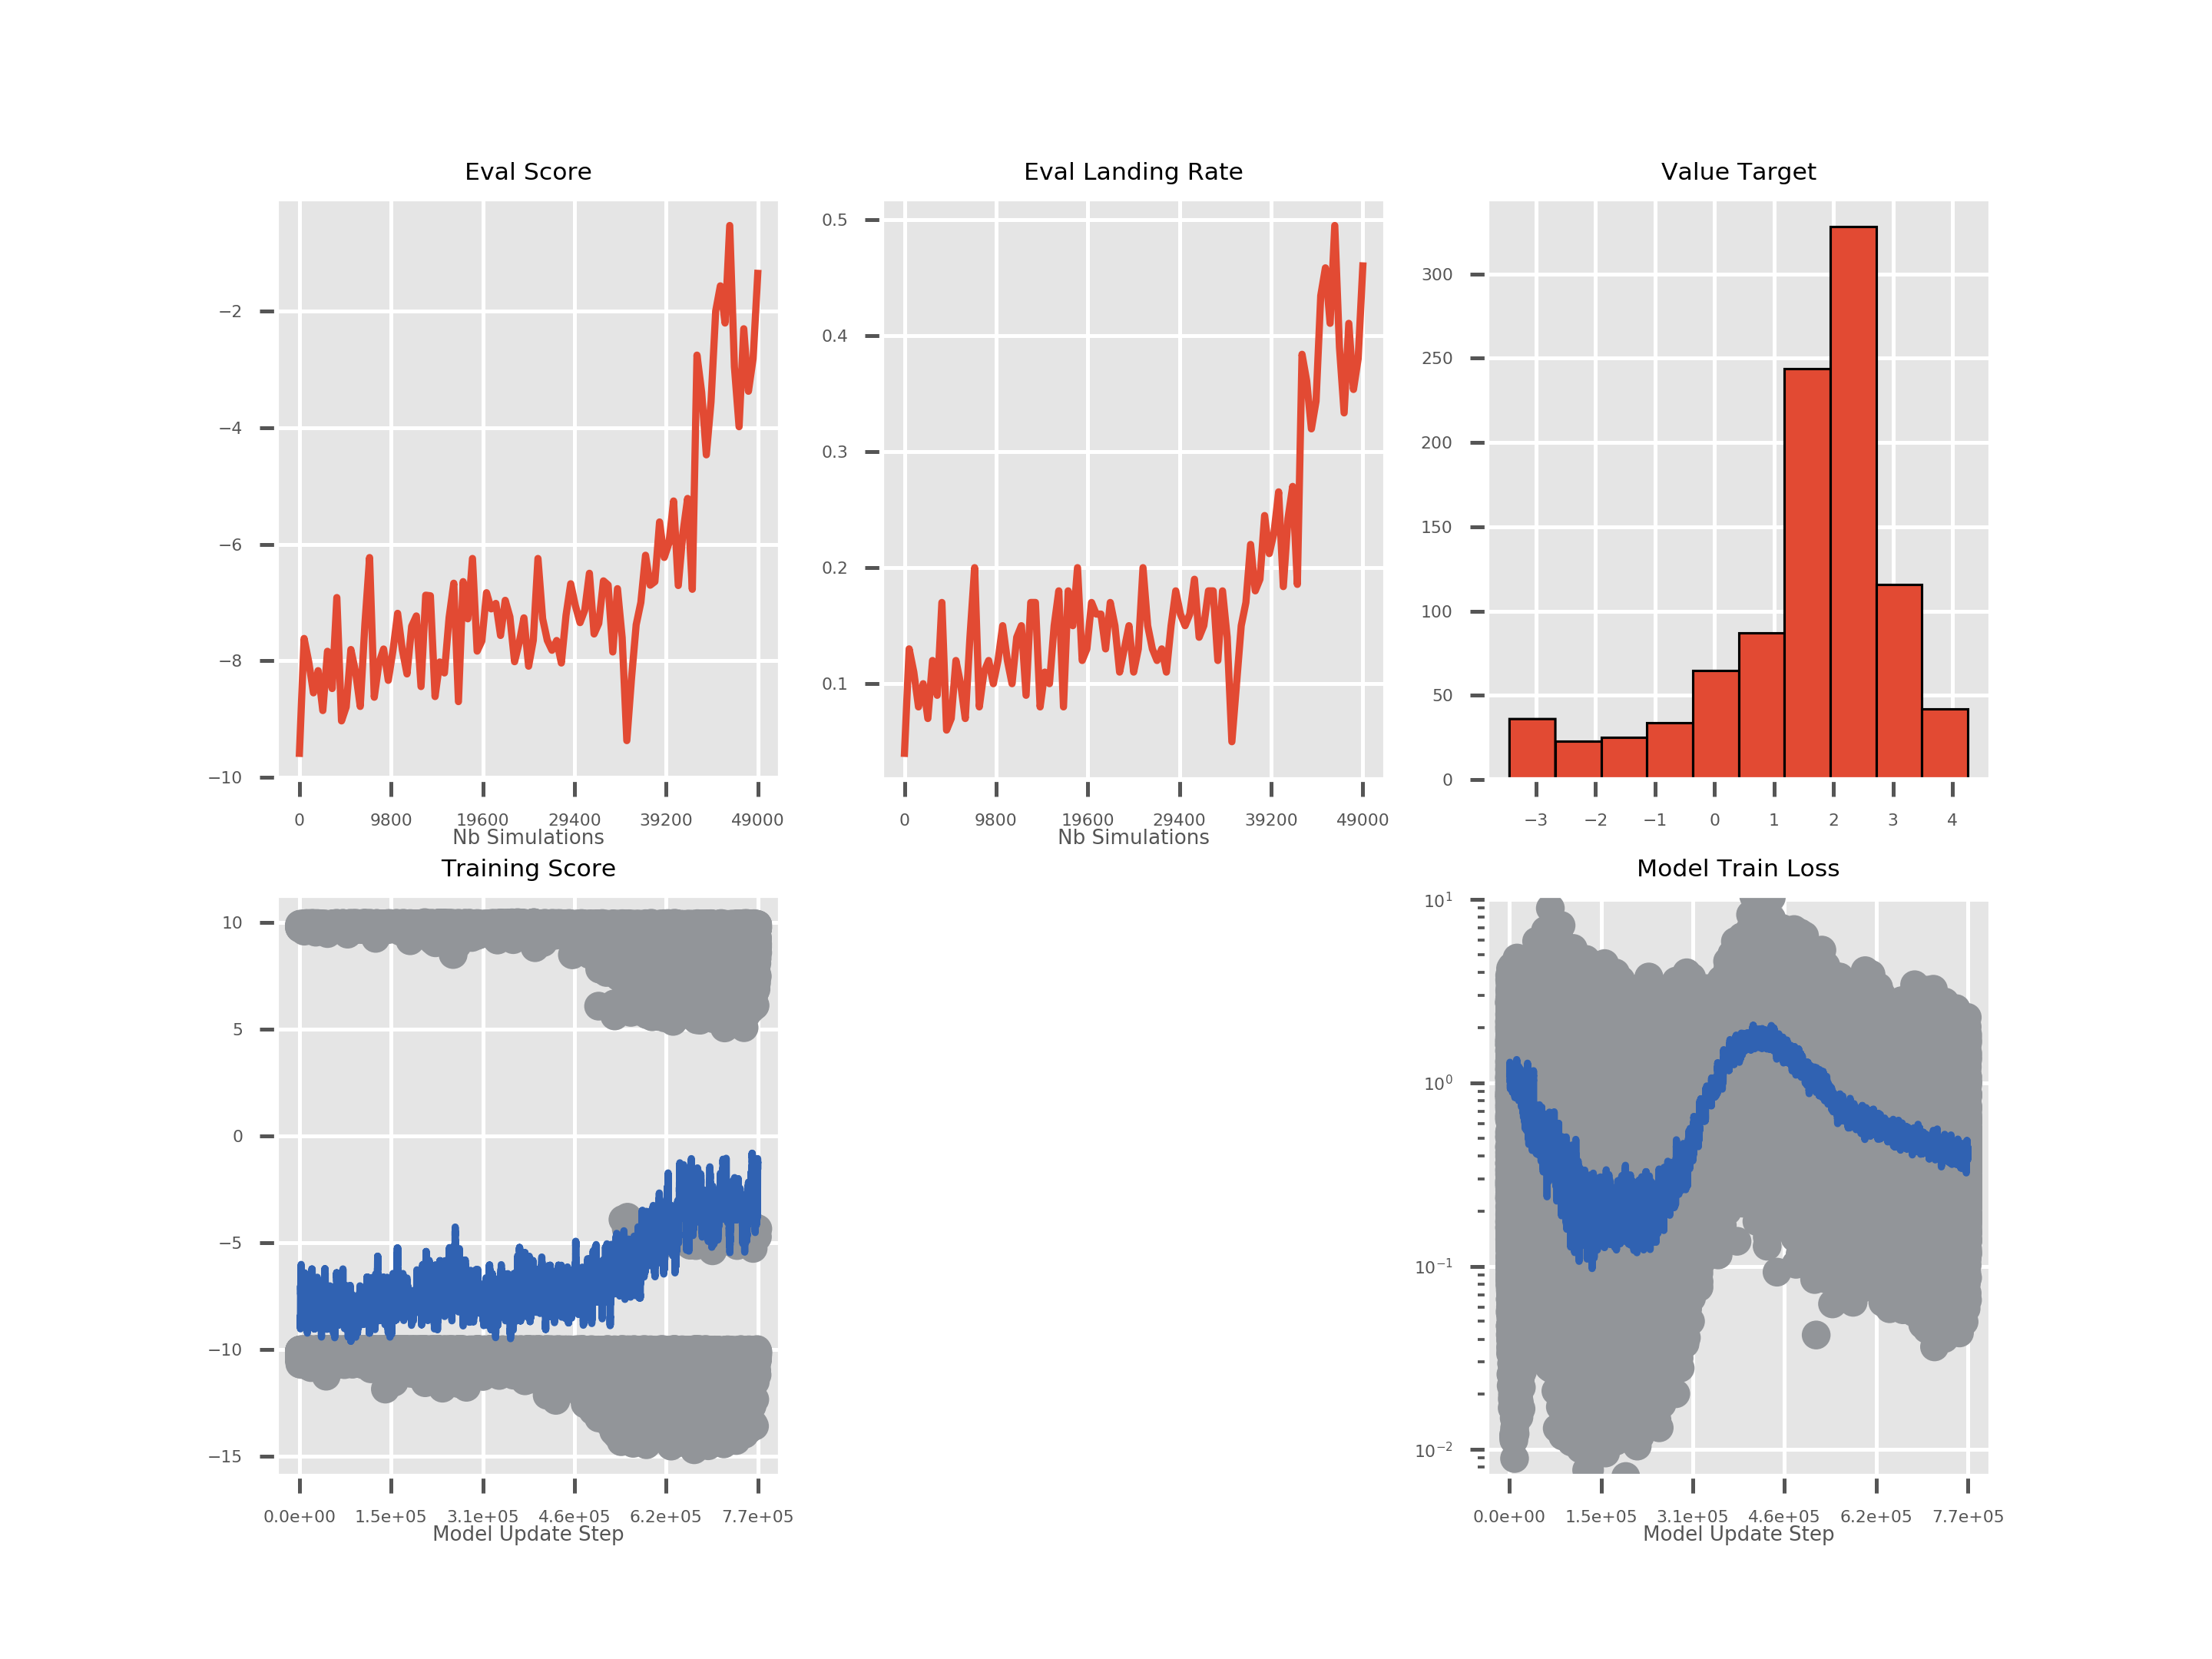 Eval Score
−2
−4
−6
−8
−10
0 9800 19600 29400 39200 49000
Nb Simulations
Eval Landing Rate
0.5
0.4
0.3
0.2
0.1
0 9800 19600 29400 39200 49000
Nb Simulations
Value Target
300
250
200
150
100
50
0
−3 −2 −1 0 1 2 3 4
Training Score
10
5
0
−5
−10
−15
0.0e+00 1.5e+05 3.1e+05 4.6e+05 6.2e+05 7.7e+05
Model Update Step
Model Train Loss
10¹
10⁰
10⁻¹
10⁻²
0.0e+00 1.5e+05 3.1e+05 4.6e+05 6.2e+05 7.7e+05
Model Update Step